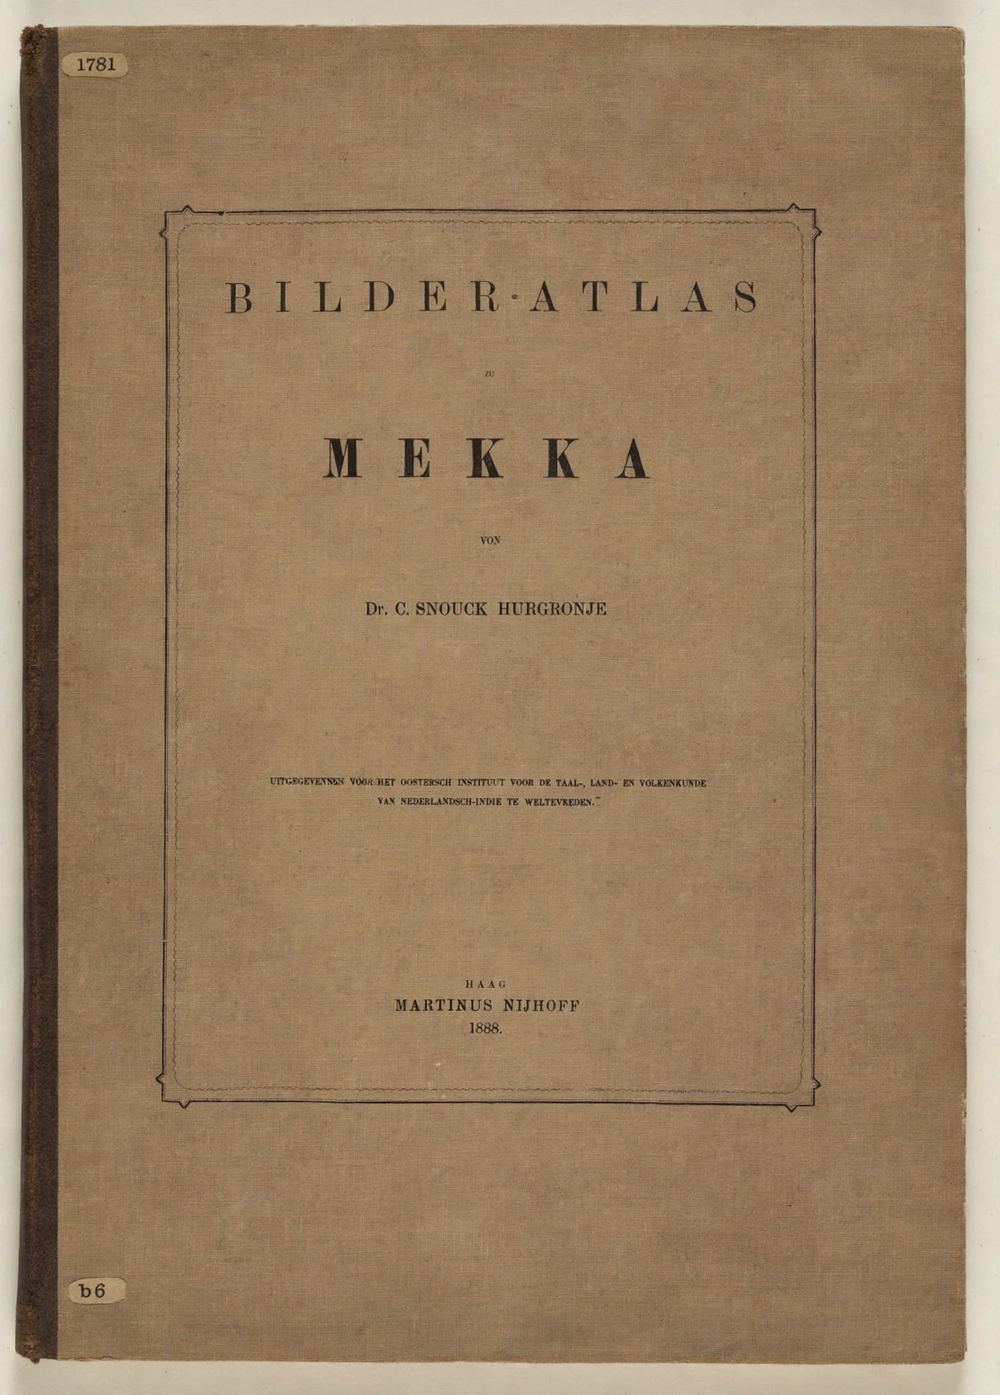 1781
BILDER-ATLAS
ZU
MEKKA
VON
Dr. C. SNOUCK HURGRONJE
UITGEGEVENNEN VOOR HET OOSTERSCH INSTITUUT VOOR DE TAAL-, LAND- EN VOLKENKUNDE
VAN NEDERLANDSCH-INDIE TE WELTEVREDEN.
HAAG
MARTINUS NIJHOFF
1888.
b6